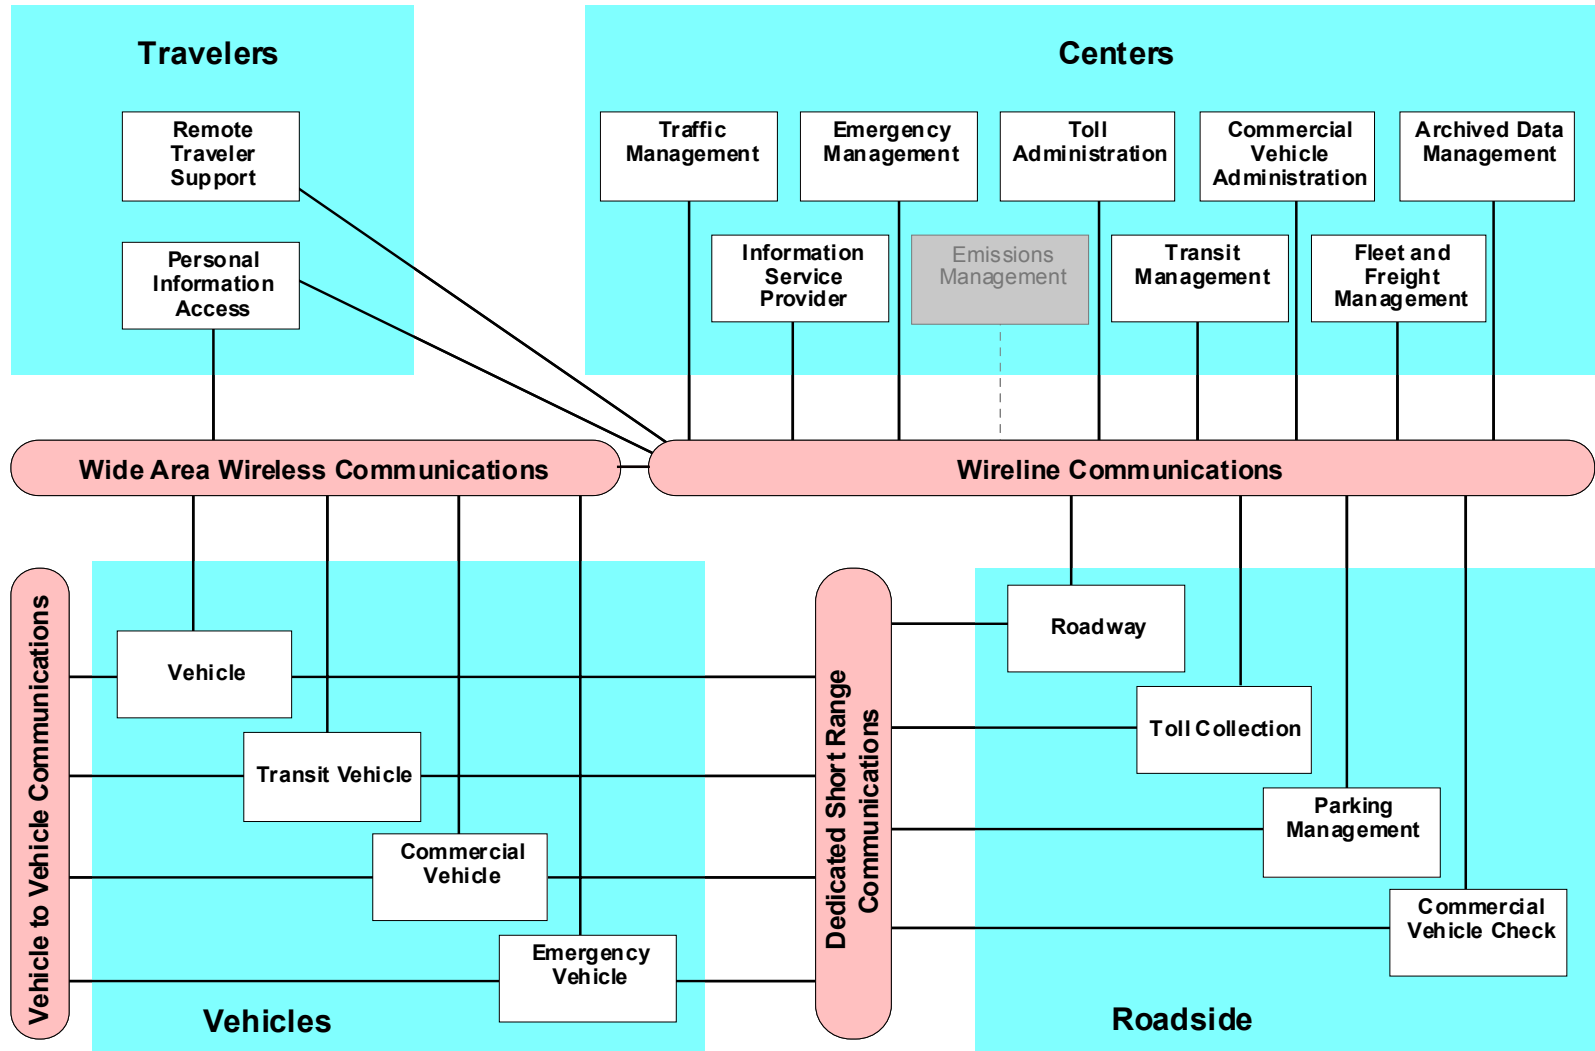 Travelers
Remote
Traveler
Support
Personal
Information
Access
Centers
Traffic
Management
Emergency
Management
Toll
Administration
Commercial
Vehicle
Administration
Archived Data
Management
Information
Service
Provider
Emissions
Management
Transit
Management
Fleet and
Freight
Management
Wide Area Wireless Communications
Wireline Communications
Vehicle to Vehicle Communications
Vehicle
Transit Vehicle
Commercial
Vehicle
Emergency
Vehicle
Vehicles
Dedicated Short Range
Communications
Roadway
Toll Collection
Parking
Management
Commercial
Vehicle Check
Roadside